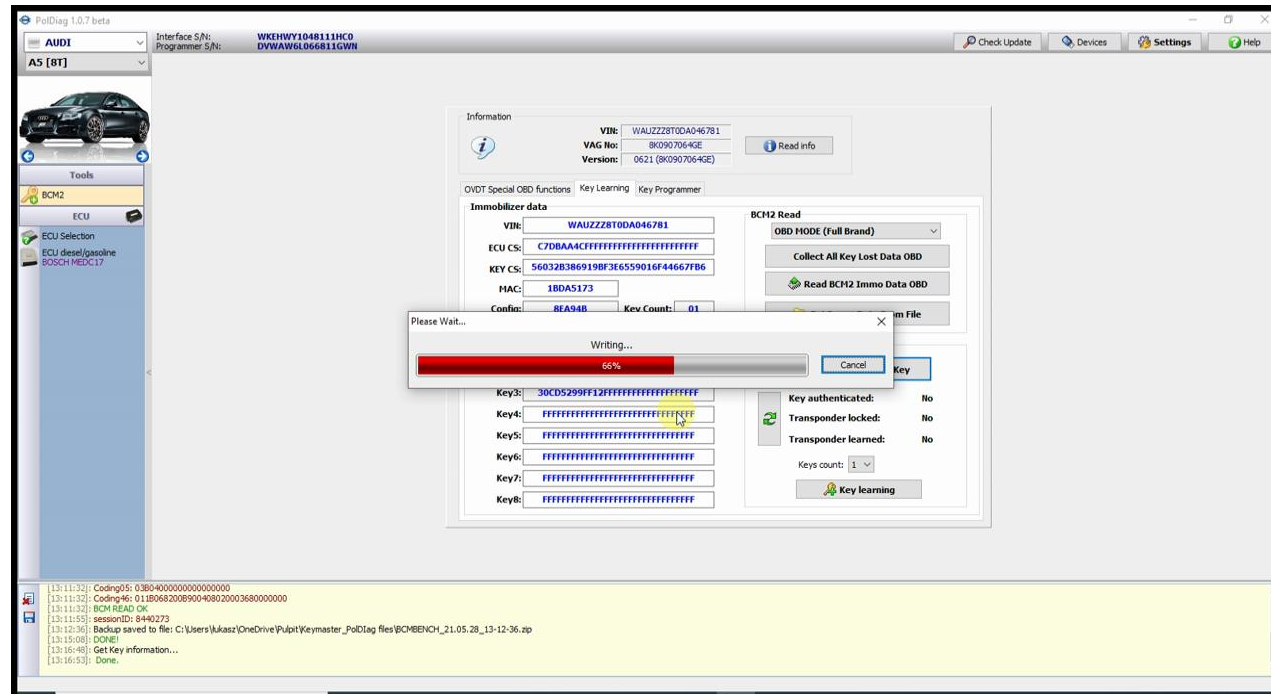 PolDiag 1.0.7 beta
AUDI
Interface S/N: WKEHWY1048111HC0
Programmer S/N: DVWAW6L066811GWN
Check Update
Devices
Settings
Help
A5 [8T]
Tools
BCM2
ECU
ECU Selection
ECU diesel/gasoline
BOSCH MEDC17
Information
VIN: WAUZZZ8T0DA046781
VAG No: 8K0907064GE
Version: 0621 (8K0907064GE)
Read info
OVDT Special OBD functions
Key Learning
Key Programmer
Immobilizer data
VIN: WAUZZZ8T0DA046781
ECU CS: C7DBAA4CFFFFFFFFFFFFFFFFFFFFFFFF
KEY CS: 56032B386919BF3E6559016F44667FB6
MAC: 1BDA5173
Config: 8FA94B Key Count: 01
BCM2 Read
OBD MODE (Full Brand)
Collect All Key Lost Data OBD
Read BCM2 Immo Data OBD
om File
Please Wait...
Writing...
66%
Cancel
Key
Key3: 30CD5299FF12FFFFFFFFFFFFFFFFFFFF
Key4: FFFFFFFFFFFFFFFFFFFFFFFFFFFFFFFF
Key5: FFFFFFFFFFFFFFFFFFFFFFFFFFFFFFFF
Key6: FFFFFFFFFFFFFFFFFFFFFFFFFFFFFFFF
Key7: FFFFFFFFFFFFFFFFFFFFFFFFFFFFFFFF
Key8: FFFFFFFFFFFFFFFFFFFFFFFFFFFFFFFF
Key authenticated: No
Transponder locked: No
Transponder learned: No
Keys count: 1
Key learning
[13:11:32]: Coding05: 03B04000000000000000
[13:11:32]: Coding46: 011B068200B900408020003680000000
[13:11:32]: BCM READ OK
[13:11:55]: sessionID: 8440273
[13:12:36]: Backup saved to file: C:\Users\lukasz\OneDrive\Pulpit\Keymaster_PolDIag files\BCMBENCH_21.05.28_13-12-36.zip
[13:15:08]: DONE!
[13:16:48]: Get Key information...
[13:16:53]: Done.